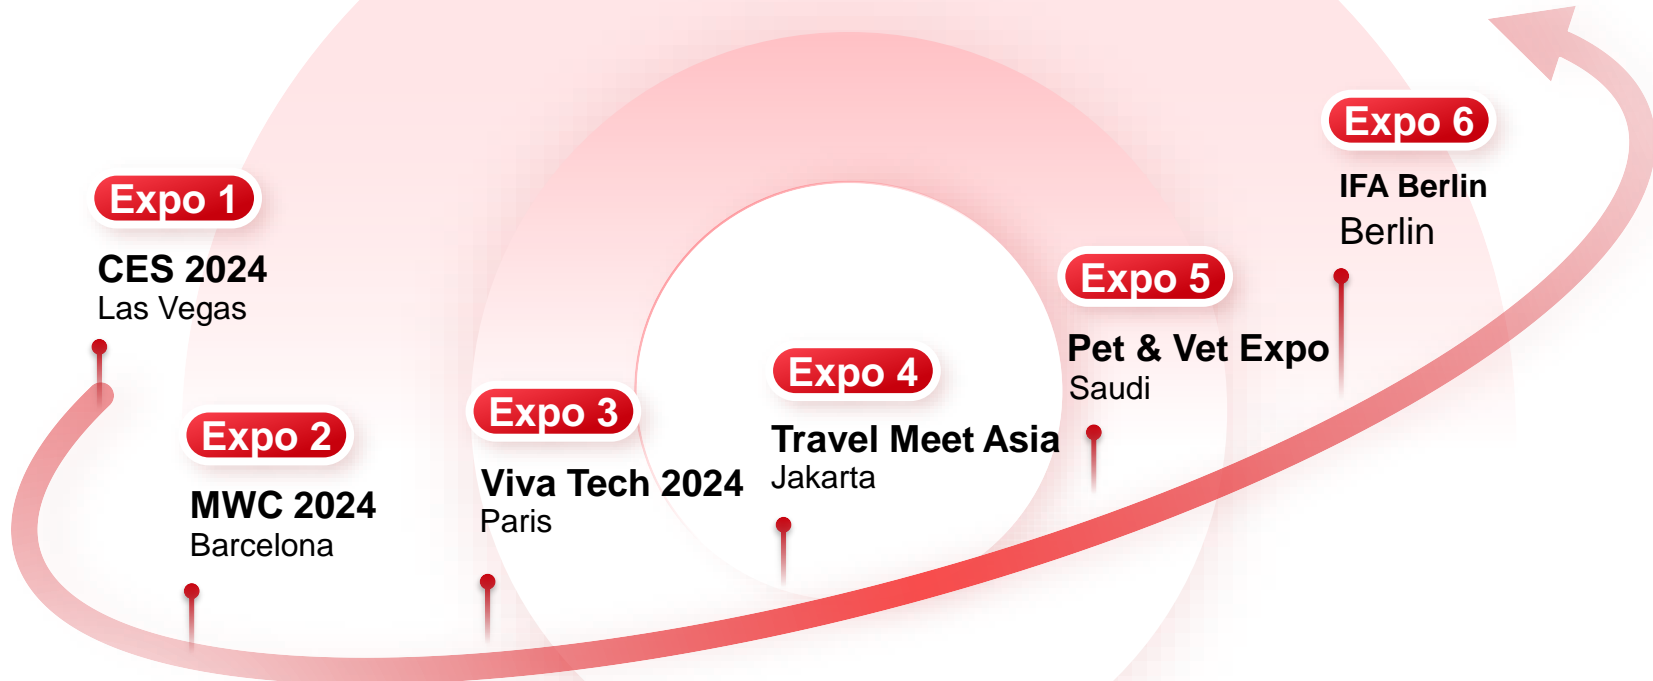 Expo 1
CES 2024
Las Vegas
Expo 2
MWC 2024
Barcelona
Expo 3
Viva Tech 2024
Paris
Expo 4
Travel Meet Asia
Jakarta
Expo 5
Pet & Vet Expo
Saudi
Expo 6
IFA Berlin
Berlin